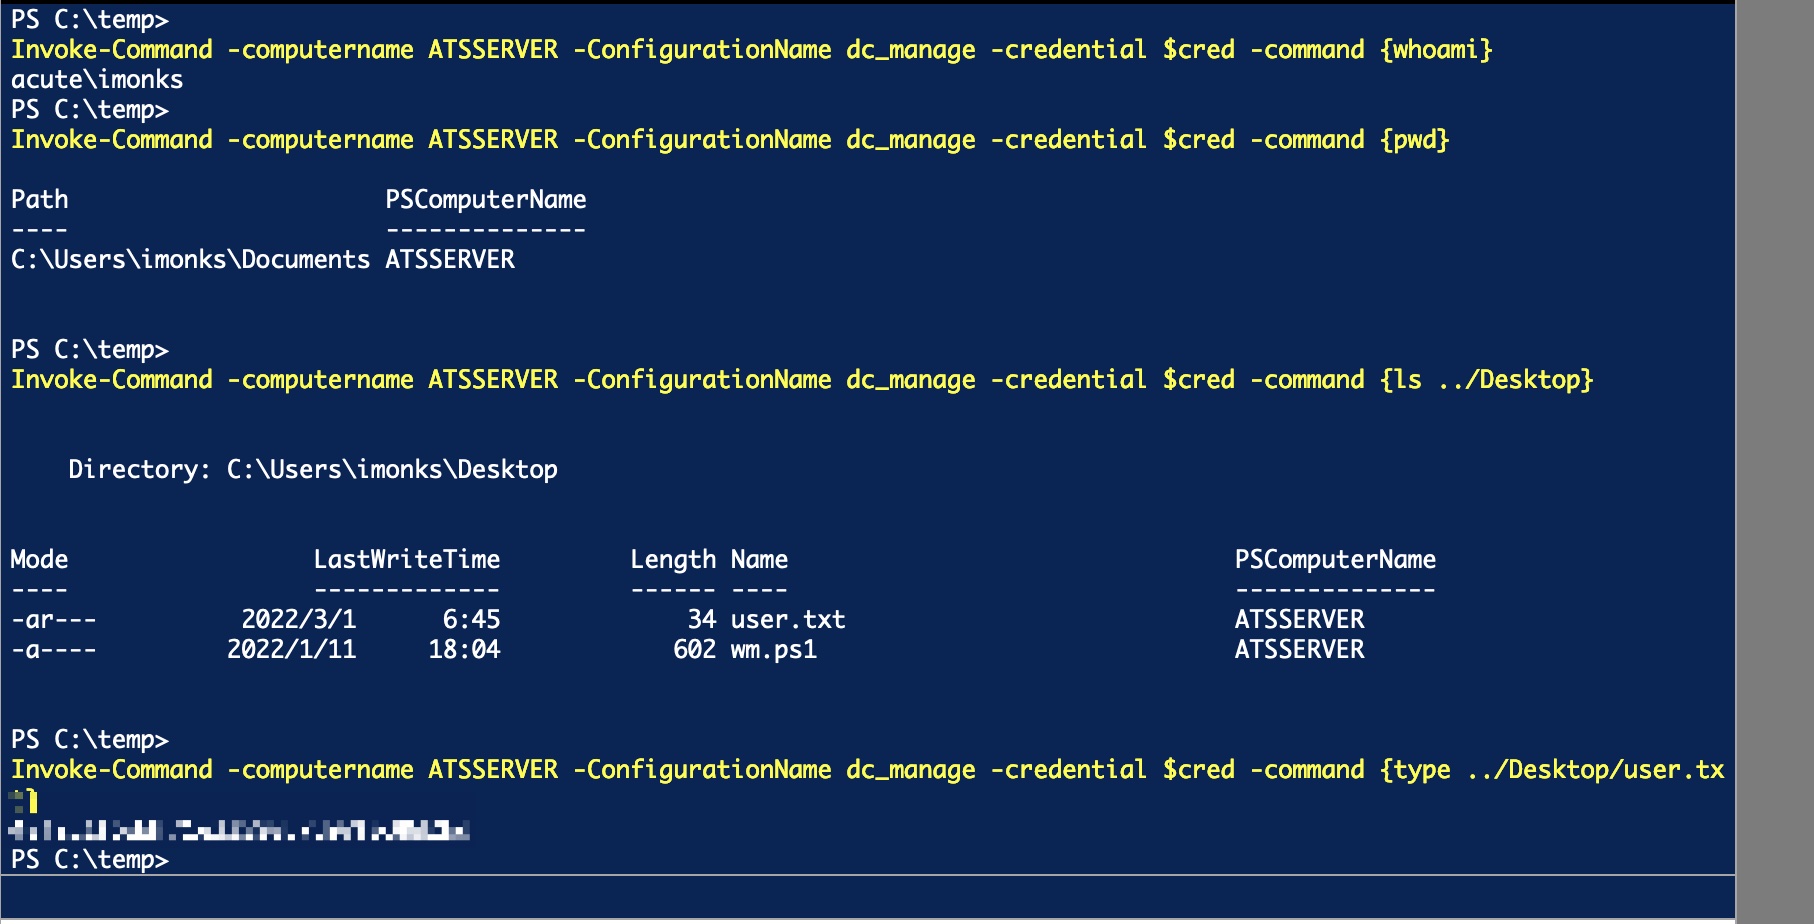 PS C:\temp>
Invoke-Command -computername ATSSERVER -ConfigurationName dc_manage -credential $cred -command {whoami}
acute\imonks
PS C:\temp>
Invoke-Command -computername ATSSERVER -ConfigurationName dc_manage -credential $cred -command {pwd}
Path                      PSComputerName
----                      --------------
C:\Users\imonks\Documents ATSSERVER
PS C:\temp>
Invoke-Command -computername ATSSERVER -ConfigurationName dc_manage -credential $cred -command {ls ../Desktop}
    Directory: C:\Users\imonks\Desktop
Mode                 LastWriteTime         Length Name                               PSComputerName
----                 -------------         ------ ----                               --------------
-ar---          2022/3/1      6:45             34 user.txt                           ATSSERVER
-a----         2022/1/11     18:04            602 wm.ps1                             ATSSERVER
PS C:\temp>
Invoke-Command -computername ATSSERVER -ConfigurationName dc_manage -credential $cred -command {type ../Desktop/user.tx
PS C:\temp>